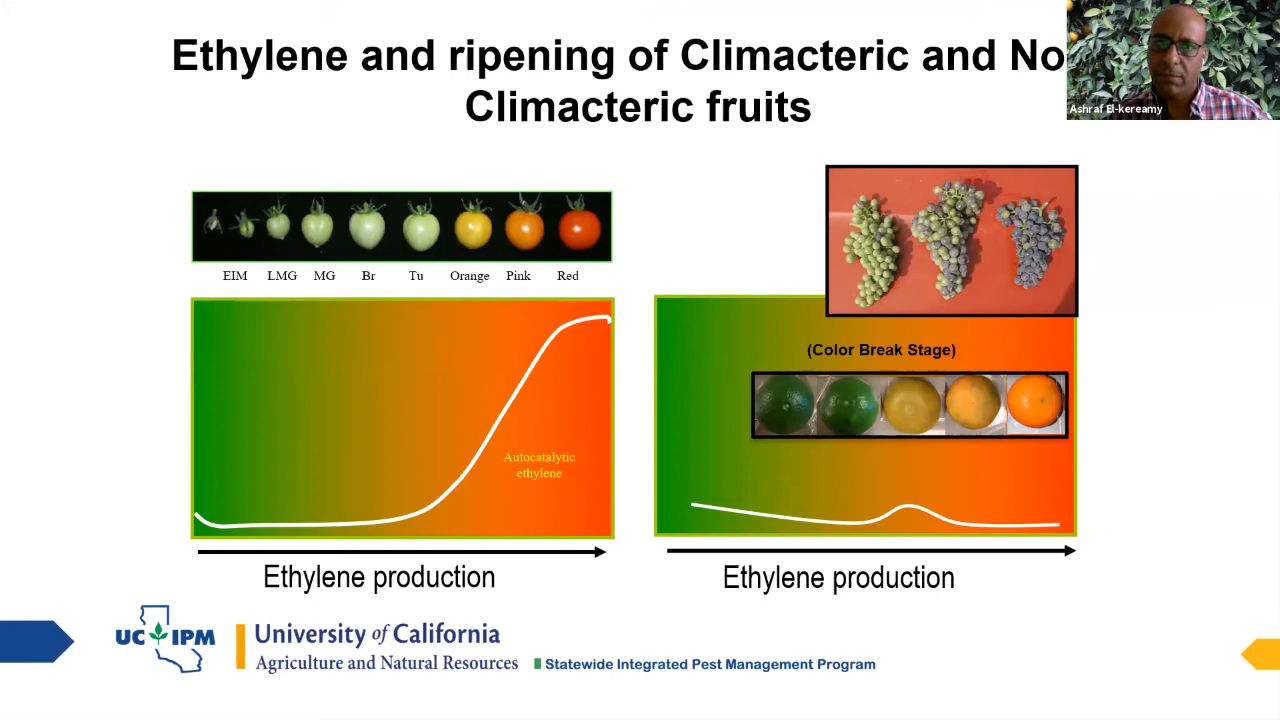 Ethylene and ripening of Climacteric and No
Climacteric fruits
Ashraf El-kereamy
EIM LMG MG Br Tu Orange Pink Red
(Color Break Stage)
Autocatalytic
ethylene
Ethylene production
Ethylene production
UC IPM
University of California
Agriculture and Natural Resources
Statewide Integrated Pest Management Program